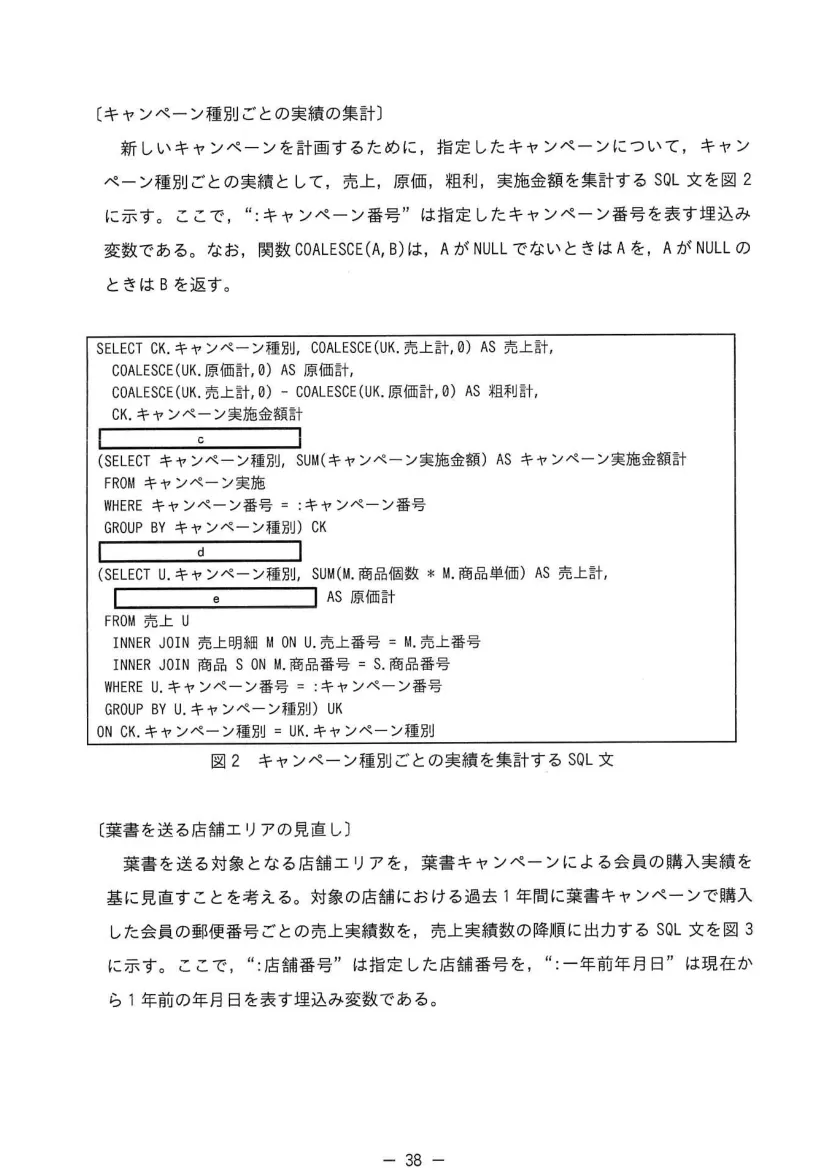 〔キャンペーン種別ごとの実績の集計〕
新しいキャンペーンを計画するために，指定したキャンペーンについて，キャン
ペーン種別ごとの実績として，売上，原価，粗利，実施金額を集計する SQL 文を図 2
に示す。ここで，“:キャンペーン番号” は指定したキャンペーン番号を表す埋込み
変数である。なお，関数 COALESCE(A, B)は，A が NULL でないときは A を，A が NULL の
ときは B を返す。
SELECT CK.キャンペーン種別, COALESCE(UK.売上計,0) AS 売上計,
COALESCE(UK.原価計,0) AS 原価計,
COALESCE(UK.売上計,0) - COALESCE(UK.原価計,0) AS 粗利計,
CK.キャンペーン実施金額計
c
(SELECT キャンペーン種別, SUM(キャンペーン実施金額) AS キャンペーン実施金額計
FROM キャンペーン実施
WHERE キャンペーン番号 = :キャンペーン番号
GROUP BY キャンペーン種別) CK
d
(SELECT U.キャンペーン種別, SUM(M.商品個数 * M.商品単価) AS 売上計,
e AS 原価計
FROM 売上 U
INNER JOIN 売上明細 M ON U.売上番号 = M.売上番号
INNER JOIN 商品 S ON M.商品番号 = S.商品番号
WHERE U.キャンペーン番号 = :キャンペーン番号
GROUP BY U.キャンペーン種別) UK
ON CK.キャンペーン種別 = UK.キャンペーン種別
図 2 キャンペーン種別ごとの実績を集計する SQL 文
〔葉書を送る店舗エリアの見直し〕
葉書を送る対象となる店舗エリアを，葉書キャンペーンによる会員の購入実績を
基に見直すことを考える。対象の店舗における過去 1 年間に葉書キャンペーンで購入
した会員の郵便番号ごとの売上実績数を，売上実績数の降順に出力する SQL 文を図 3
に示す。ここで，“:店舗番号” は指定した店舗番号を，“:一年前年月日” は現在か
ら 1 年前の年月日を表す埋込み変数である。
－ 38 －